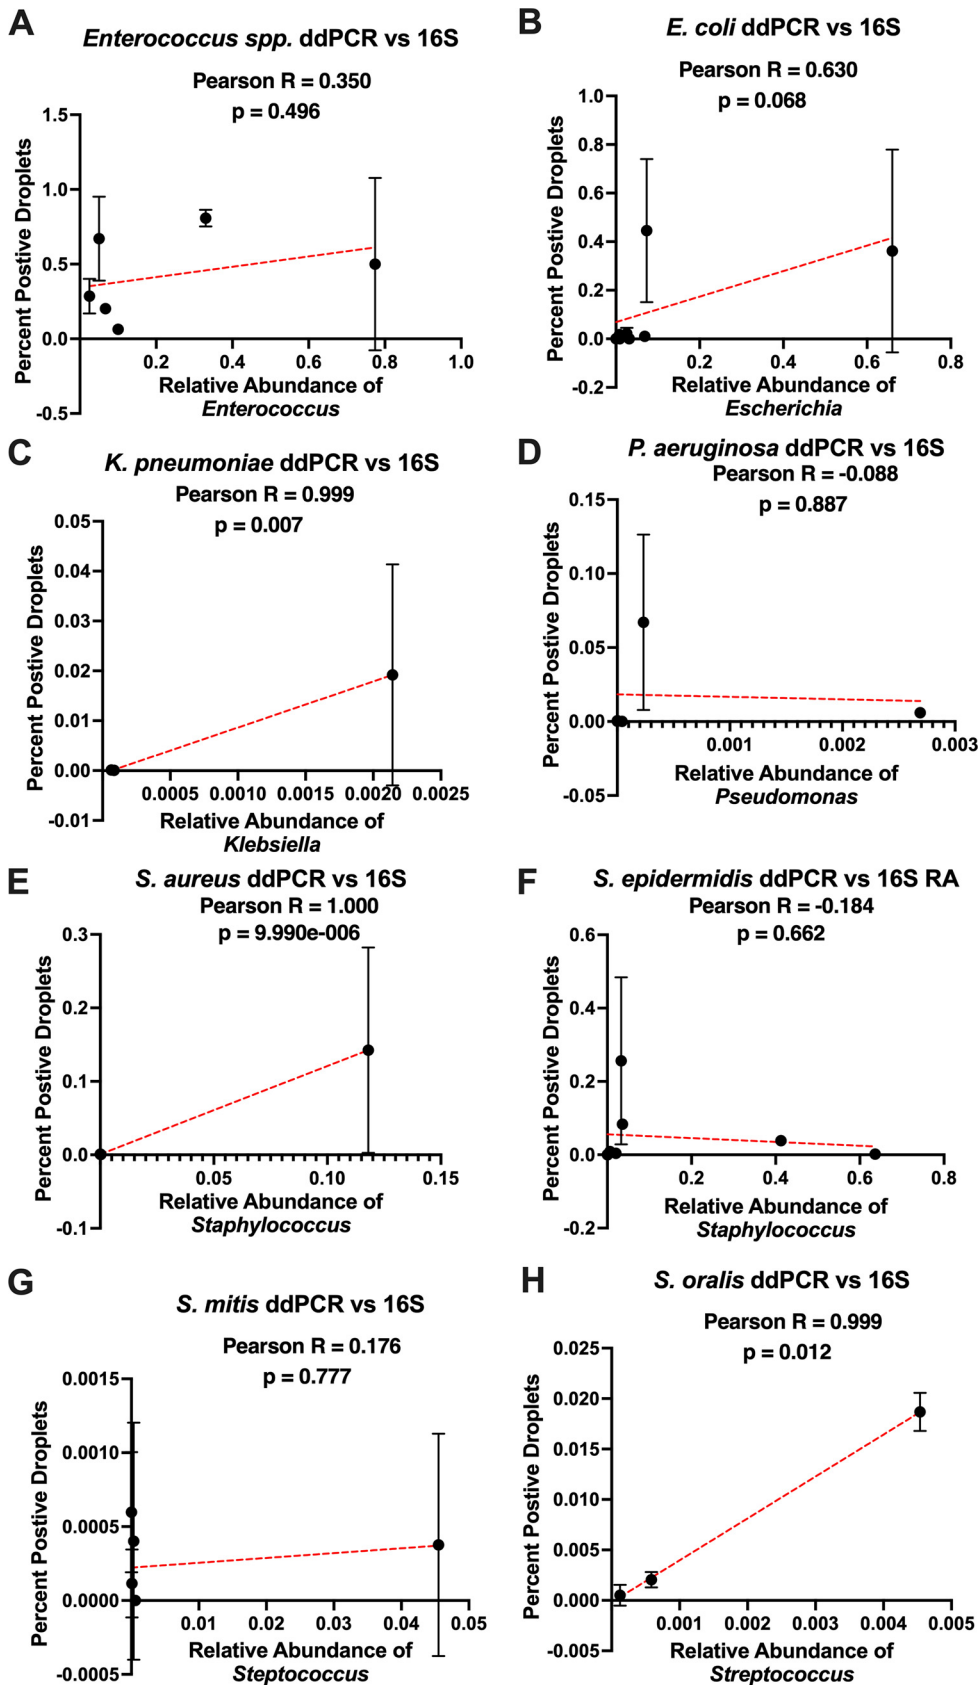 A
Enterococcus spp. ddPCR vs 16S
Pearson R = 0.350
p = 0.496
Percent Postive Droplets
1.5
1.0
0.5
0.0
-0.5
0.2 0.4 0.6 0.8 1.0
Relative Abundance of
Enterococcus
B
E. coli ddPCR vs 16S
Pearson R = 0.630
p = 0.068
Percent Postive Droplets
1.0
0.8
0.6
0.4
0.2
0.0
-0.2
0.2 0.4 0.6 0.8
Relative Abundance of
Escherichia
C
K. pneumoniae ddPCR vs 16S
Pearson R = 0.999
p = 0.007
Percent Postive Droplets
0.05
0.04
0.03
0.02
0.01
0.00
-0.01
0.0005 0.0010 0.0015 0.0020 0.0025
Relative Abundance of
Klebsiella
D
P. aeruginosa ddPCR vs 16S
Pearson R = -0.088
p = 0.887
Percent Postive Droplets
0.15
0.10
0.05
0.00
-0.05
0.001 0.002 0.003
Relative Abundance of
Pseudomonas
E
S. aureus ddPCR vs 16S
Pearson R = 1.000
p = 9.990e-006
Percent Postive Droplets
0.3
0.2
0.1
0.0
-0.1
0.05 0.10 0.15
Relative Abundance of
Staphylococcus
F
S. epidermidis ddPCR vs 16S RA
Pearson R = -0.184
p = 0.662
Percent Postive Droplets
0.6
0.4
0.2
0.0
-0.2
0.2 0.4 0.6 0.8
Relative Abundance of
Staphylococcus
G
S. mitis ddPCR vs 16S
Pearson R = 0.176
p = 0.777
Percent Postive Droplets
0.0015
0.0010
0.0005
0.0000
-0.0005
0.01 0.02 0.03 0.04 0.05
Relative Abundance of
Steptococcus
H
S. oralis ddPCR vs 16S
Pearson R = 0.999
p = 0.012
Percent Postive Droplets
0.025
0.020
0.015
0.010
0.005
0.000
-0.005
0.001 0.002 0.003 0.004 0.005
Relative Abundance of
Streptococcus